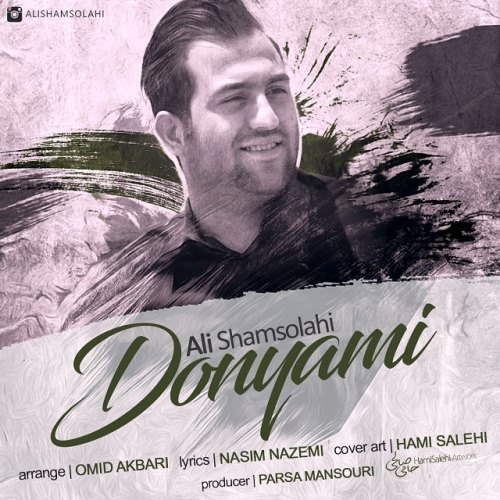 ALISHAMSOLAHI
Ali Shamsolahi
Donyami
arrange | OMID AKBARI lyrics | NASIM NAZEMI cover art | HAMI SALEHI
producer | PARSA MANSOURI HamiSalehi Artwork